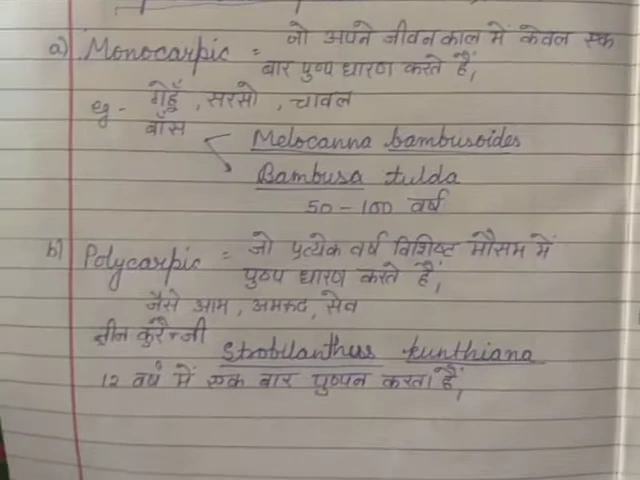 a) Monocarpic = जो अपने जीवन काल में केवल एक
बार पुष्प धारण करते हैं,
eg - गेहूँ, सरसो, चावल
बाँस
Melocanna bambusoides
Bambusa tulda
50-100 वर्ष
b) Polycarpic = जो प्रत्येक वर्ष विशिष्ट मौसम में
पुष्प धारण करते हैं,
जैसे आम, अमरूद, सेव
नील कुरेन्जी
Strobilanthus kunthiana
12 वर्ष में एक बार पुष्पन करता हैं,